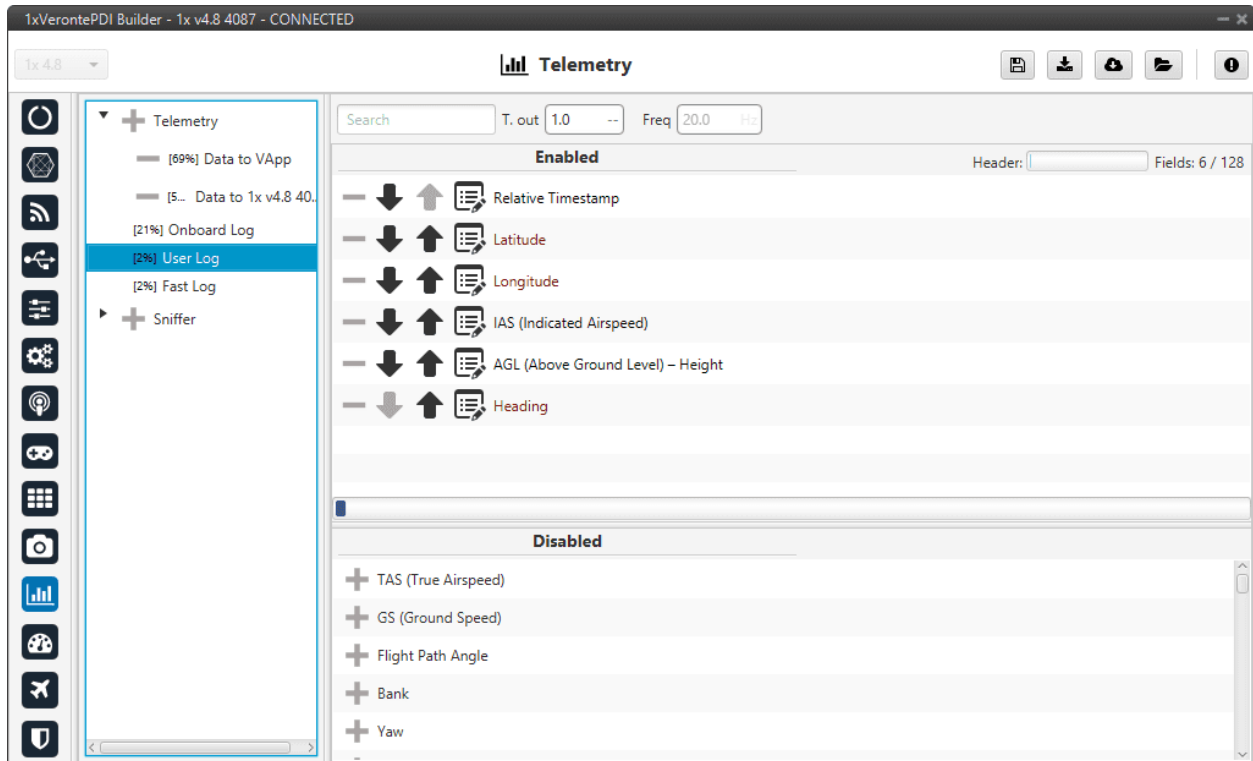 1xVerontePDI Builder - 1x v4.8 4087 - CONNECTED
1x 4.8
Telemetry
Telemetry
[69%] Data to VApp
[5... Data to 1x v4.8 40..
[21%] Onboard Log
[2%] User Log
[2%] Fast Log
Sniffer
Search T. out 1.0 -- Freq 20.0 Hz
Enabled
Header: Fields: 6 / 128
Relative Timestamp
Latitude
Longitude
IAS (Indicated Airspeed)
AGL (Above Ground Level) – Height
Heading
Disabled
TAS (True Airspeed)
GS (Ground Speed)
Flight Path Angle
Bank
Yaw